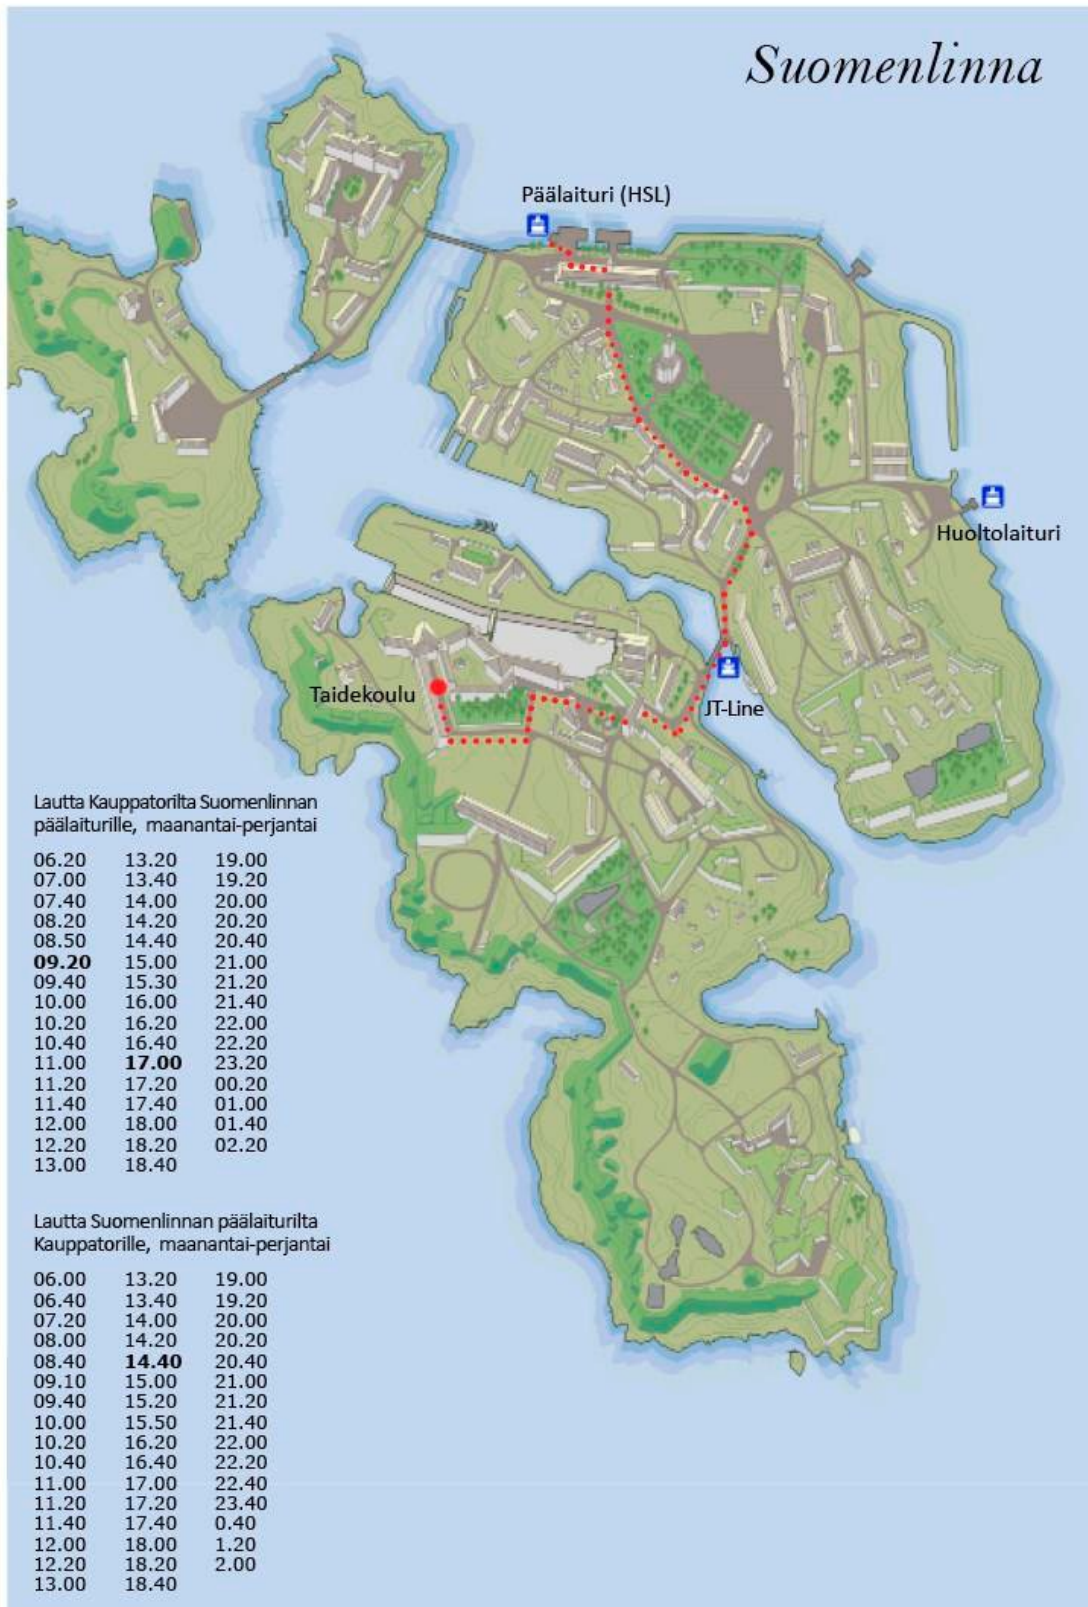 Suomenlinna
Päälaituri (HSL)
Huoltolaituri
Taidekoulu
JT-Line
Lautta Kauppatorilta Suomenlinnan
päälaiturille, maanantai-perjantai
06.20 13.20 19.00
07.00 13.40 19.20
07.40 14.00 20.00
08.20 14.20 20.20
08.50 14.40 20.40
09.20 15.00 21.00
09.40 15.30 21.20
10.00 16.00 21.40
10.20 16.20 22.00
10.40 16.40 22.20
11.00 17.00 23.20
11.20 17.20 00.20
11.40 17.40 01.00
12.00 18.00 01.40
12.20 18.20 02.20
13.00 18.40
Lautta Suomenlinnan päälaiturilta
Kauppatorille, maanantai-perjantai
06.00 13.20 19.00
06.40 13.40 19.20
07.20 14.00 20.00
08.00 14.20 20.20
08.40 14.40 20.40
09.10 15.00 21.00
09.40 15.20 21.20
10.00 15.50 21.40
10.20 16.20 22.00
10.40 16.40 22.20
11.00 17.00 22.40
11.20 17.20 23.40
11.40 17.40 0.40
12.00 18.00 1.20
12.20 18.20 2.00
13.00 18.40